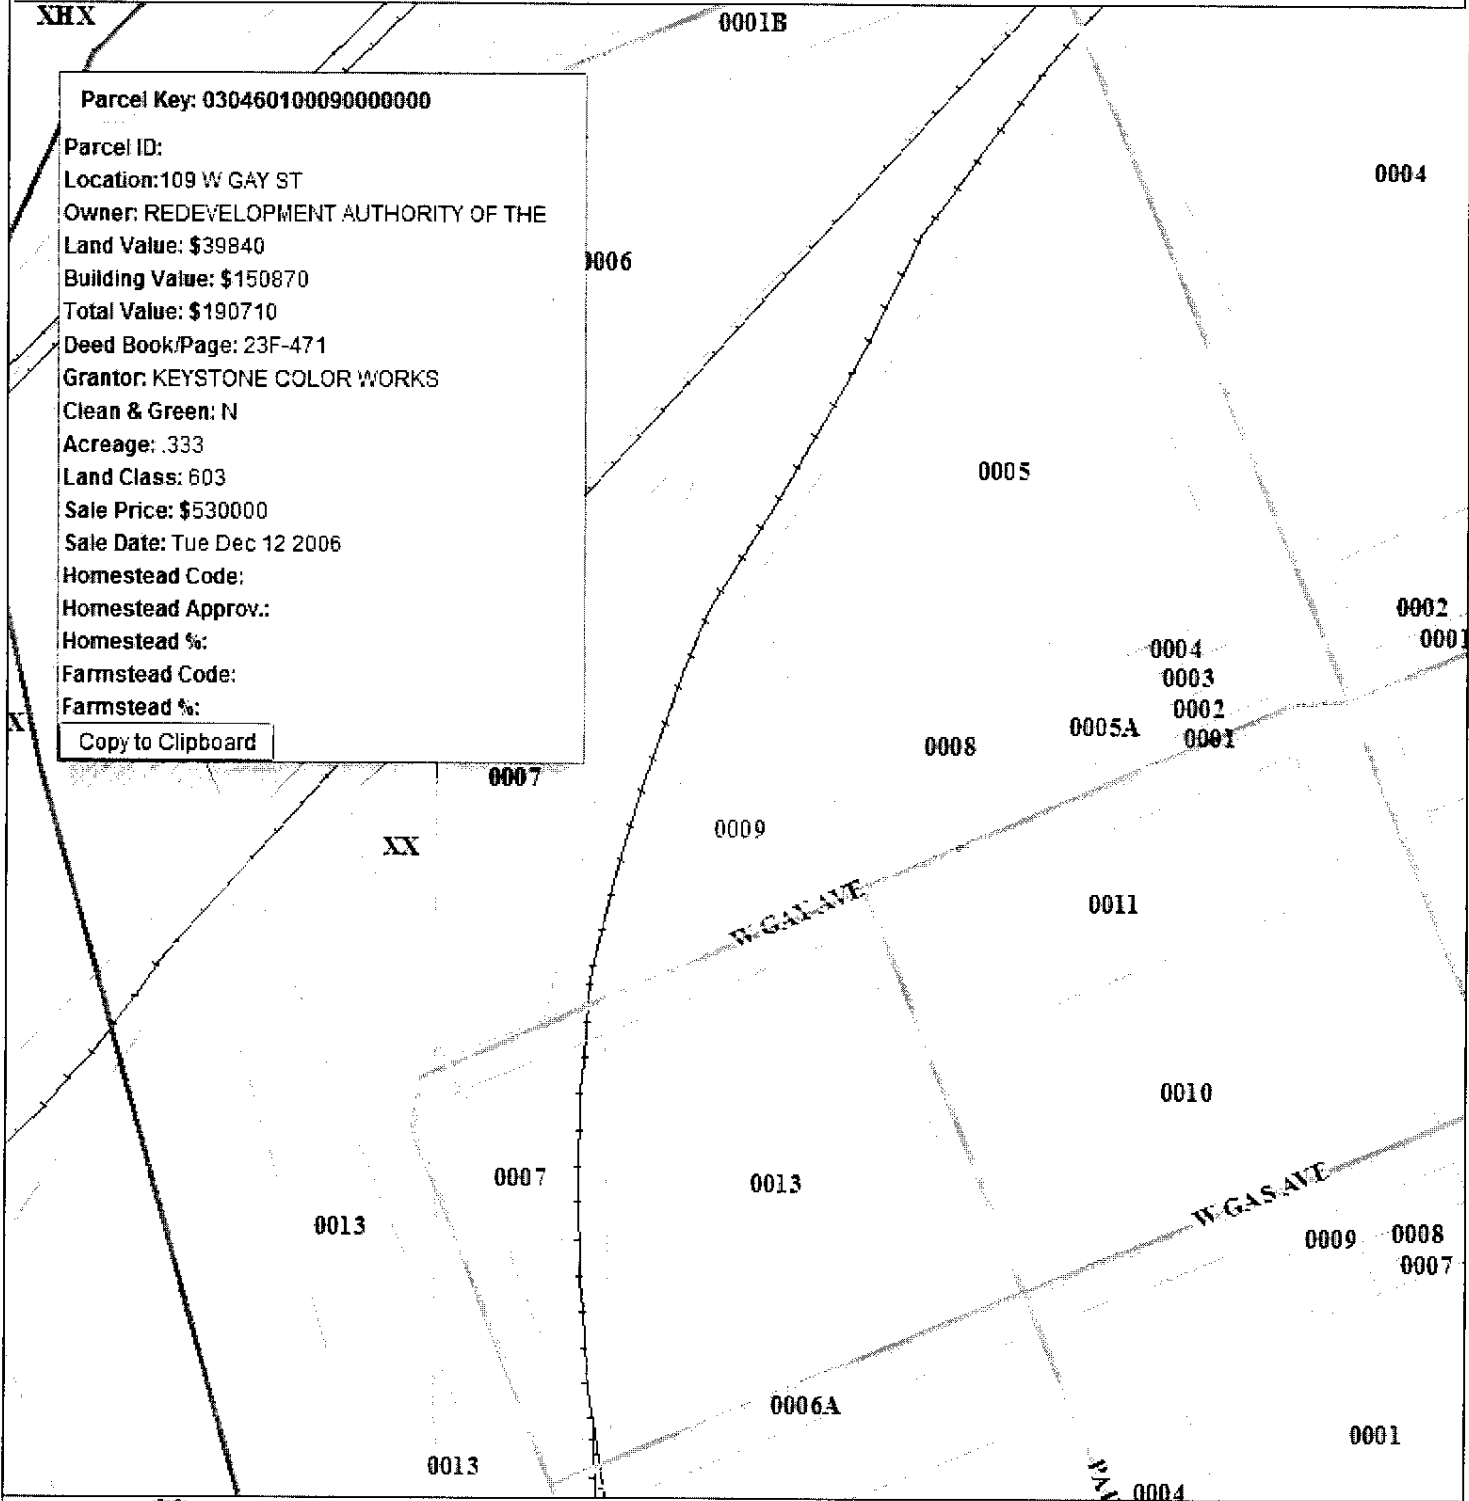 XHX
0001B
Parcel Key: 030460100090000000
Parcel ID:
Location:109 W GAY ST
Owner: REDEVELOPMENT AUTHORITY OF THE
Land Value: $39840
Building Value: $150870
Total Value: $190710
Deed Book/Page: 23F-471
Grantor: KEYSTONE COLOR WORKS
Clean & Green: N
Acreage: .333
Land Class: 603
Sale Price: $530000
Sale Date: Tue Dec 12 2006
Homestead Code:
Homestead Approv.:
Homestead %:
Farmstead Code:
Farmstead %:
Copy to Clipboard
0004
0006
0005
0002
0001
0004
0003
0002
0001
0005A
0008
X
0007
0009
XX
W GAY AVE
0011
0010
0007
0013
0013
W GAS AVE
0009
0008
0007
0006A
0001
0013
0004